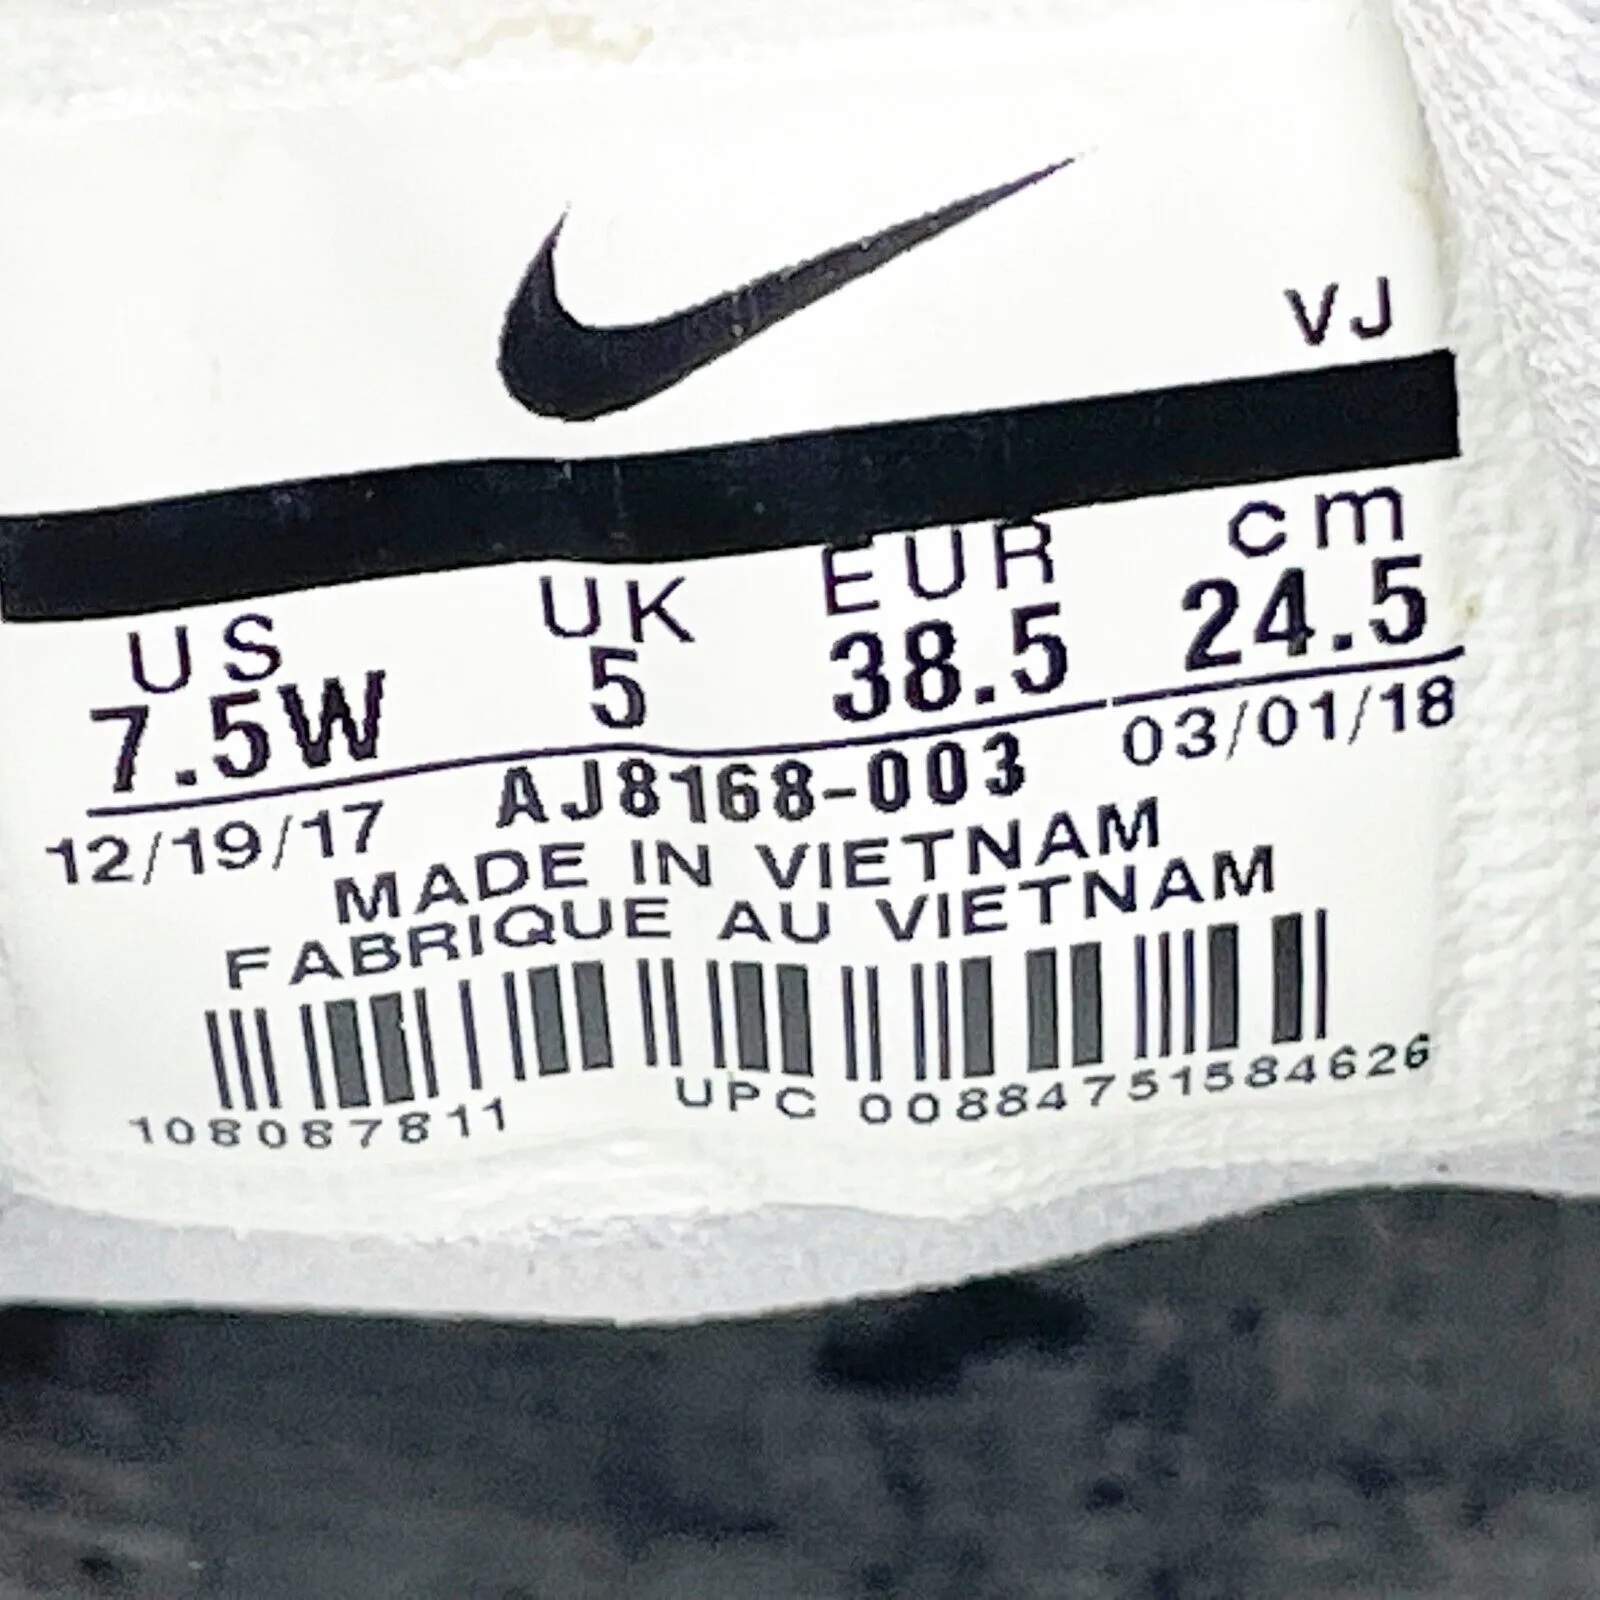 VJ
US UK EUR cm
7.5W 5 38.5 24.5
12/19/17 AJ8168-003 03/01/18
MADE IN VIETNAM
FABRIQUE AU VIETNAM
108087811 UPC 00884751584626